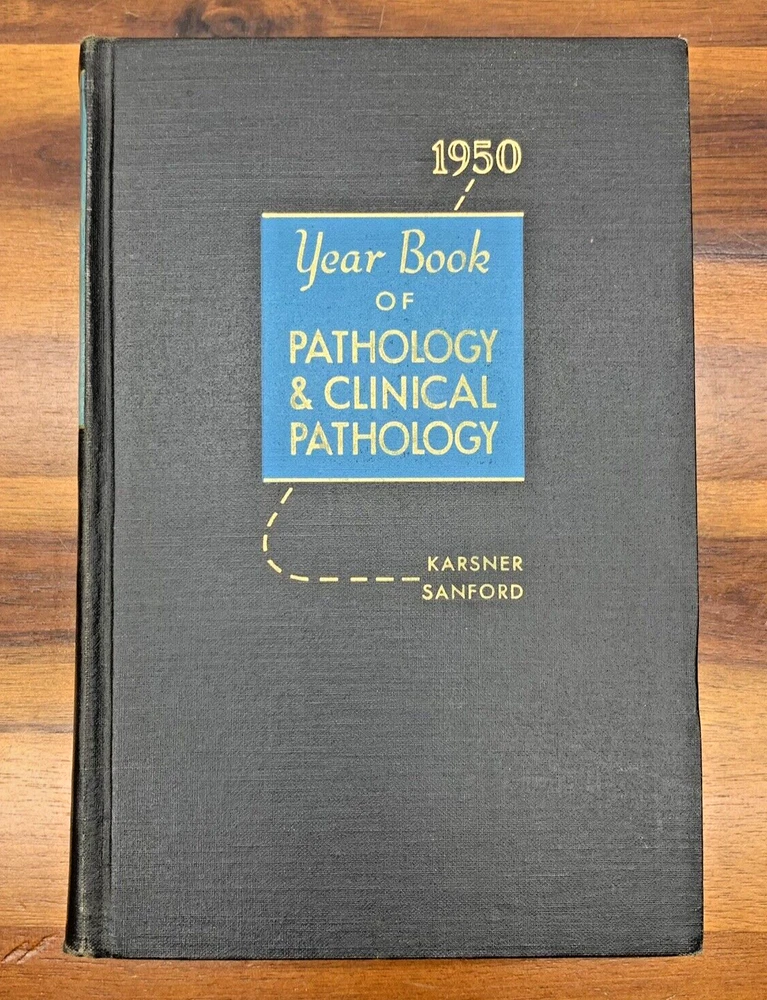 1950
Year Book
OF
PATHOLOGY
& CLINICAL
PATHOLOGY
KARSNER
SANFORD